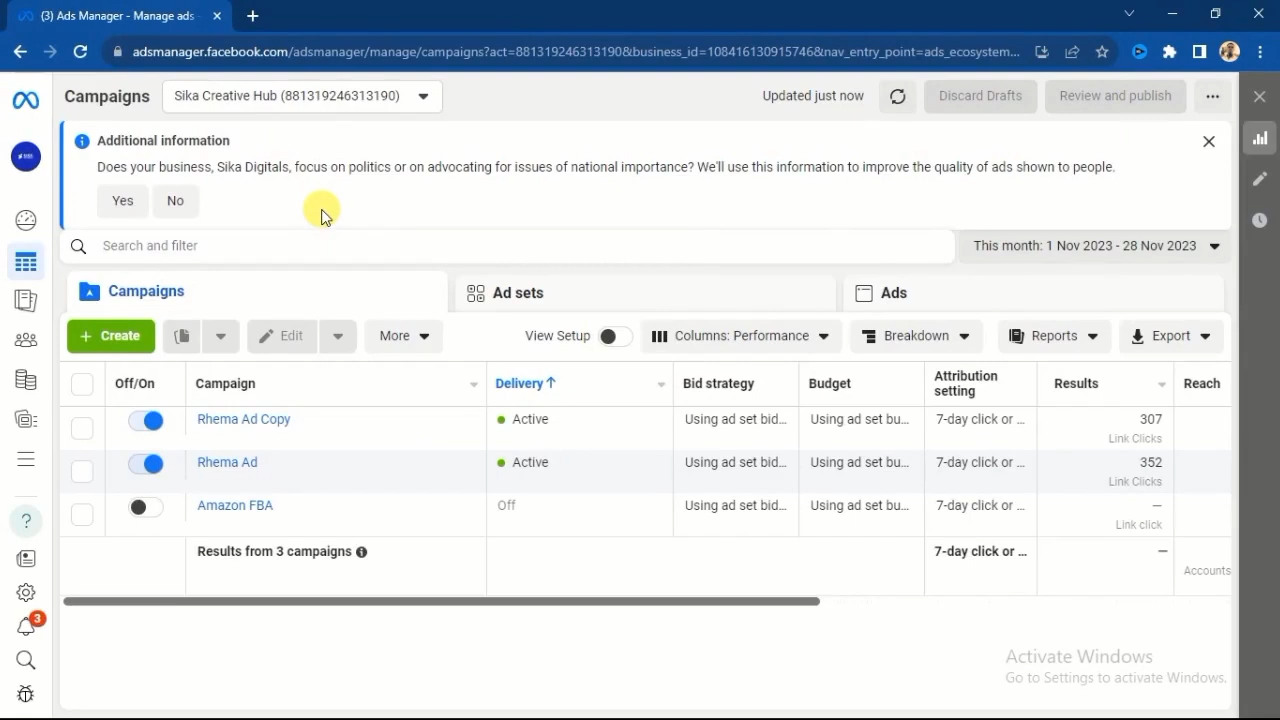 (3) Ads Manager - Manage ads
adsmanager.facebook.com/adsmanager/manage/campaigns?act=881319246313190&business_id=108416130915746&nav_entry_point=ads_ecosystem...
Campaigns
Sika Creative Hub (881319246313190)
Updated just now
Discard Drafts
Review and publish
Additional information
Does your business, Sika Digitals, focus on politics or on advocating for issues of national importance? We'll use this information to improve the quality of ads shown to people.
Yes
No
Search and filter
This month: 1 Nov 2023 - 28 Nov 2023
Campaigns
Ad sets
Ads
+ Create
Edit
More
View Setup
Columns: Performance
Breakdown
Reports
Export
Off/On
Campaign
Delivery↑
Bid strategy
Budget
Attribution
setting
Results
Reach
Rhema Ad Copy
Active
Using ad set bid...
Using ad set bu...
7-day click or ...
307
Link Clicks
Rhema Ad
Active
Using ad set bid...
Using ad set bu...
7-day click or ...
352
Link Clicks
Amazon FBA
Off
Using ad set bid...
Using ad set bu...
7-day click or ...
—
Link click
Results from 3 campaigns
7-day click or ...
—
Accounts
3
Activate Windows
Go to Settings to activate Windows.